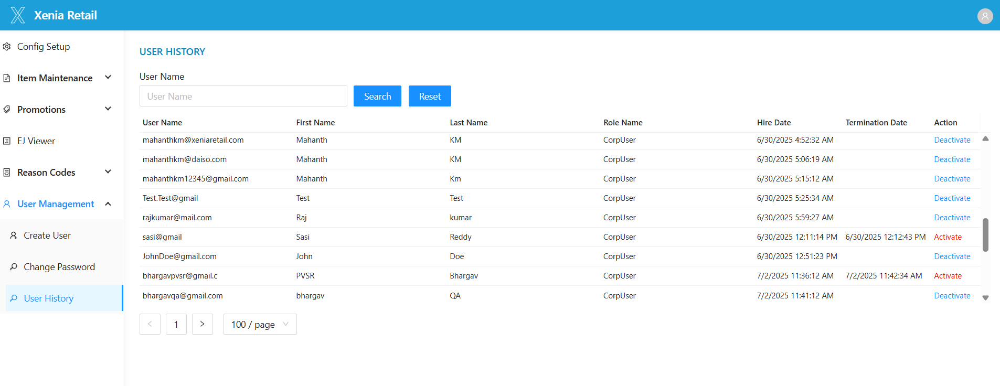 Xenia Retail
Config Setup
Item Maintenance
Promotions
EJ Viewer
Reason Codes
User Management
Create User
Change Password
User History
USER HISTORY
User Name
User Name
Search
Reset
User Name First Name Last Name Role Name Hire Date Termination Date Action
mahanthkm@xeniaretail.com Mahanth KM CorpUser 6/30/2025 4:52:32 AM Deactivate
mahanthkm@daiso.com Mahanth KM CorpUser 6/30/2025 5:06:19 AM Deactivate
mahanthkm12345@gmail.com Mahanth Km CorpUser 6/30/2025 5:15:12 AM Deactivate
Test.Test@gmail Test Test CorpUser 6/30/2025 5:25:34 AM Deactivate
rajkumar@mail.com Raj kumar CorpUser 6/30/2025 5:59:27 AM Deactivate
sasi@gmail Sasi Reddy CorpUser 6/30/2025 12:11:14 PM 6/30/2025 12:12:43 PM Activate
JohnDoe@gmail.com John Doe CorpUser 6/30/2025 12:51:23 PM Deactivate
bhargavpvsr@gmail.c PVSR Bhargav CorpUser 7/2/2025 11:36:12 AM 7/2/2025 11:42:34 AM Activate
bhargavqa@gmail.com bhargav QA CorpUser 7/2/2025 11:41:12 AM Deactivate
< 1 > 100 / page